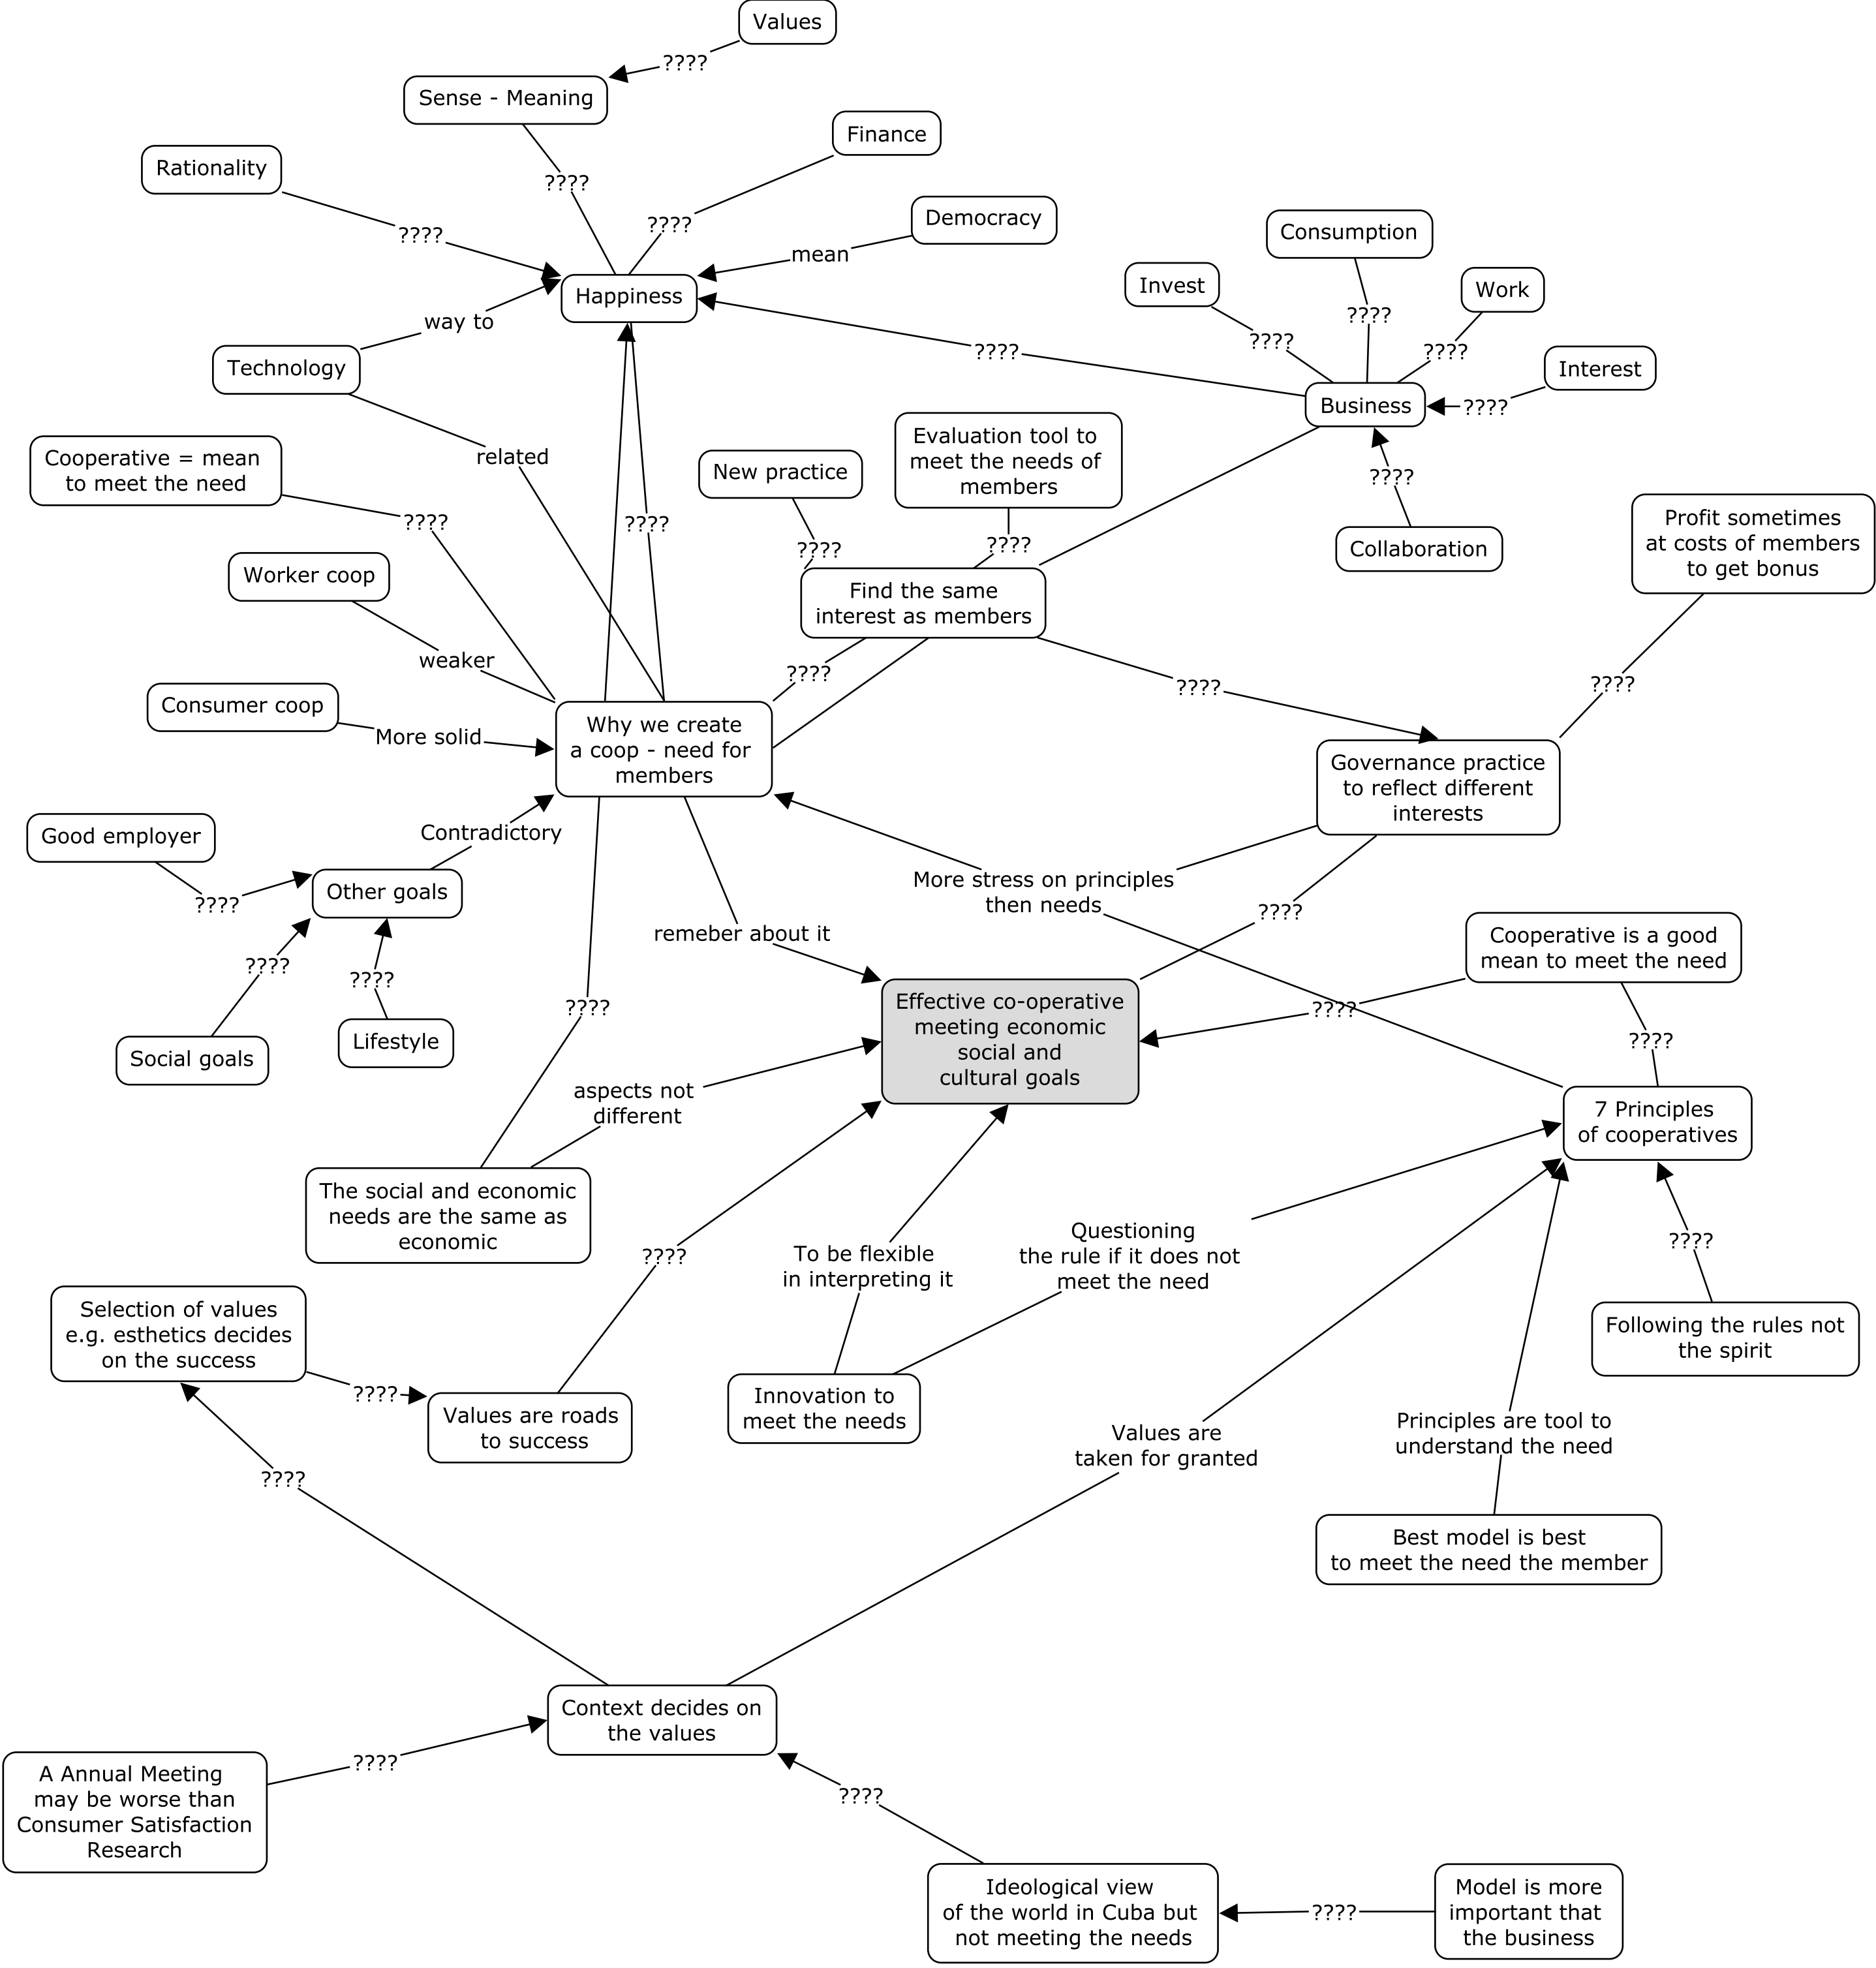 Values
????
Sense - Meaning
Finance
Rationality
????
????
Democracy
Consumption
????
mean
Invest
Work
Happiness
way to
????
????
????
????
Technology
Interest
Business
????
Evaluation tool to
meet the needs of
members
related
Cooperative = mean
to meet the need
New practice
????
Profit sometimes
at costs of members
to get bonus
????
????
????
????
Collaboration
Worker coop
Find the same
interest as members
weaker
????
????
????
Consumer coop
More solid
Why we create
a coop - need for
members
Governance practice
to reflect different
interests
Good employer
Contradictory
Other goals
????
More stress on principles
then needs
????
remeber about it
Cooperative is a good
mean to meet the need
????
????
Effective co-operative
meeting economic
social and
cultural goals
????
????
????
Social goals
Lifestyle
aspects not
different
7 Principles
of cooperatives
The social and economic
needs are the same as
economic
????
To be flexible
in interpreting it
Questioning
the rule if it does not
meet the need
????
Selection of values
e.g. esthetics decides
on the success
Following the rules not
the spirit
????
Values are roads
to success
Innovation to
meet the needs
Values are
taken for granted
Principles are tool to
understand the need
????
Best model is best
to meet the need the member
Context decides on
the values
????
A Annual Meeting
may be worse than
Consumer Satisfaction
Research
????
Ideological view
of the world in Cuba but
not meeting the needs
????
Model is more
important that
the business